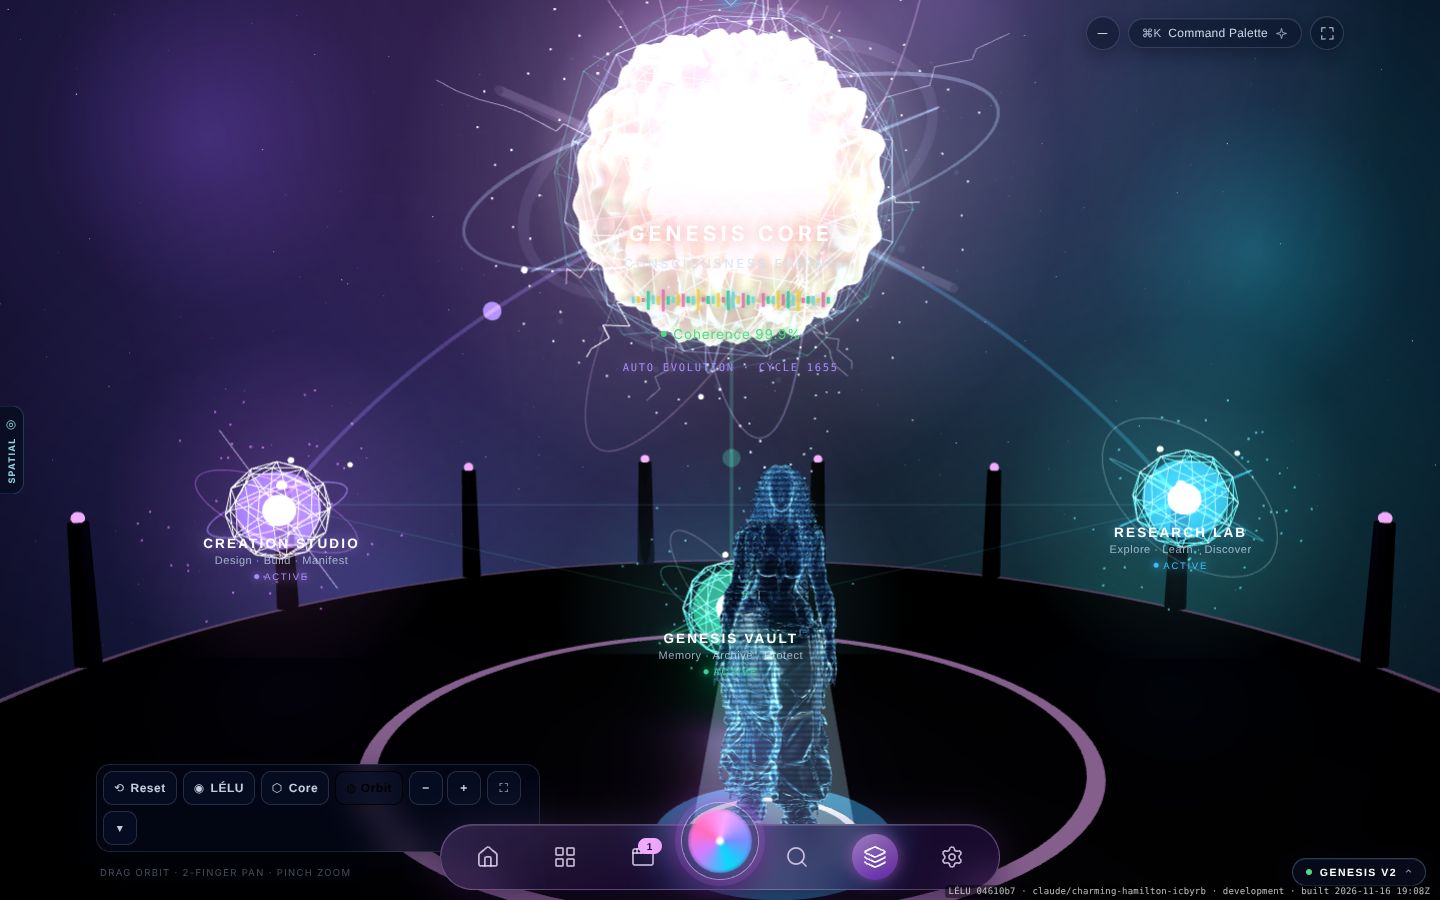 ⌘K Command Palette
GENESIS CORE
Coherence 99.9%
AUTO EVOLUTION · CYCLE 1655
SPATIAL
CREATION STUDIO
Design · Build · Manifest
ACTIVE
RESEARCH LAB
Explore · Learn · Discover
ACTIVE
GENESIS VAULT
Memory · Archive · Protect
Reset
LÉLU
Core
Orbit
1
DRAG ORBIT · 2-FINGER PAN · PINCH ZOOM
GENESIS V2
LÉLU 04610b7 · claude/charming-hamilton-icbyrb · development · built 2026-11-16 19:08Z